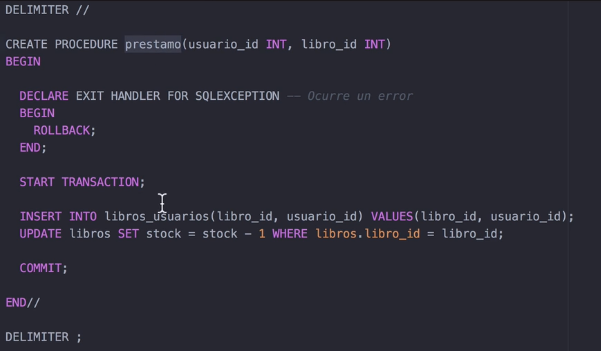 DELIMITER //
CREATE PROCEDURE prestamo(usuario_id INT, libro_id INT)
BEGIN
DECLARE EXIT HANDLER FOR SQLEXCEPTION -- Ocurre un error
BEGIN
ROLLBACK;
END;
START TRANSACTION;
INSERT INTO libros_usuarios(libro_id, usuario_id) VALUES(libro_id, usuario_id);
UPDATE libros SET stock = stock - 1 WHERE libros.libro_id = libro_id;
COMMIT;
END//
DELIMITER ;